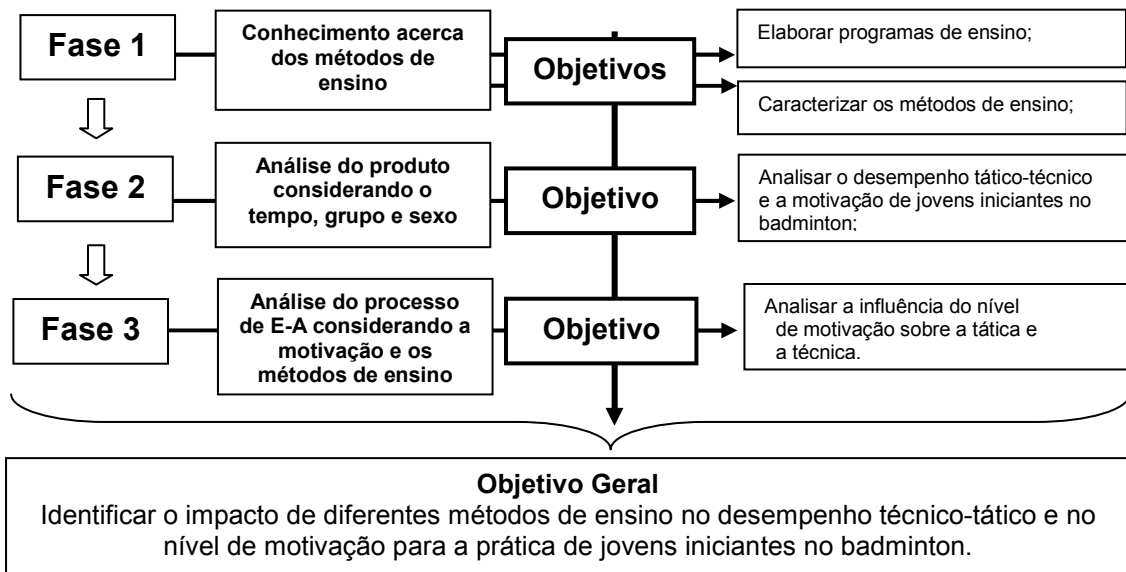 Fase 1
Conhecimento acerca
dos métodos de
ensino
Objetivos
Elaborar programas de ensino;
Caracterizar os métodos de ensino;
Fase 2
Análise do produto
considerando o
tempo, grupo e sexo
Objetivo
Analisar o desempenho tático-técnico
e a motivação de jovens iniciantes no
badminton;
Fase 3
Análise do processo
de E-A considerando a
motivação e os
métodos de ensino
Objetivo
Analisar a influência do nível
de motivação sobre a tática e
a técnica.
Objetivo Geral
Identificar o impacto de diferentes métodos de ensino no desempenho técnico-tático e no
nível de motivação para a prática de jovens iniciantes no badminton.